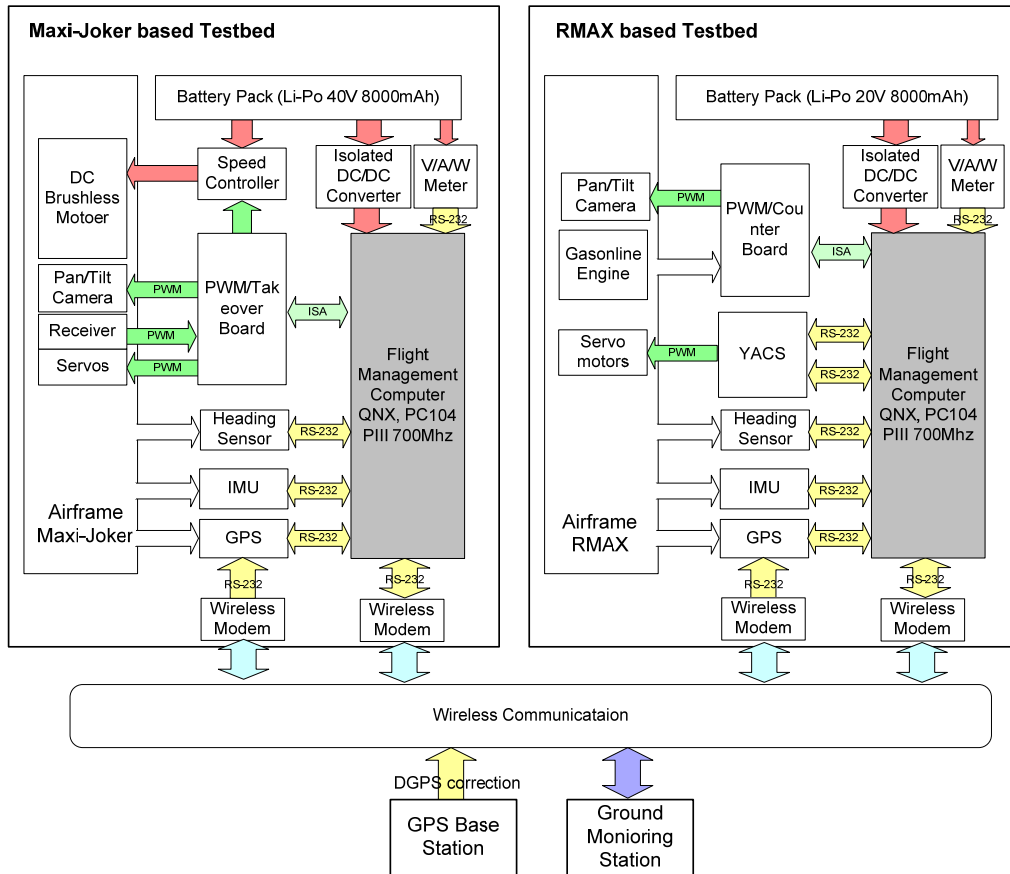 Maxi-Joker based Testbed
Battery Pack (Li-Po 40V 8000mAh)
DC
Brushless
Motoer
Speed
Controller
Isolated
DC/DC
Converter
V/A/W
Meter
RS-232
Pan/Tilt
Camera
PWM
Receiver
PWM
Servos
PWM
PWM/Tak
eover
Board
ISA
Flight
Management
Computer
QNX, PC104
PIII 700Mhz
Heading
Sensor
RS-232
IMU
RS-232
GPS
RS-232
Airframe
Maxi-Joker
RS-232
RS-232
Wireless
Modem
Wireless
Modem
RMAX based Testbed
Battery Pack (Li-Po 20V 8000mAh)
Pan/Tilt
Camera
PWM
PWM/Cou
nter
Board
Isolated
DC/DC
Converter
V/A/W
Meter
RS-232
Gasonline
Engine
ISA
Servo
motors
PWM
YACS
RS-232
RS-232
Flight
Management
Computer
QNX, PC104
PIII 700Mhz
Heading
Sensor
RS-232
IMU
RS-232
GPS
RS-232
Airframe
RMAX
RS-232
RS-232
Wireless
Modem
Wireless
Modem
Wireless Communicataion
DGPS correction
GPS Base
Station
Ground
Monioring
Station